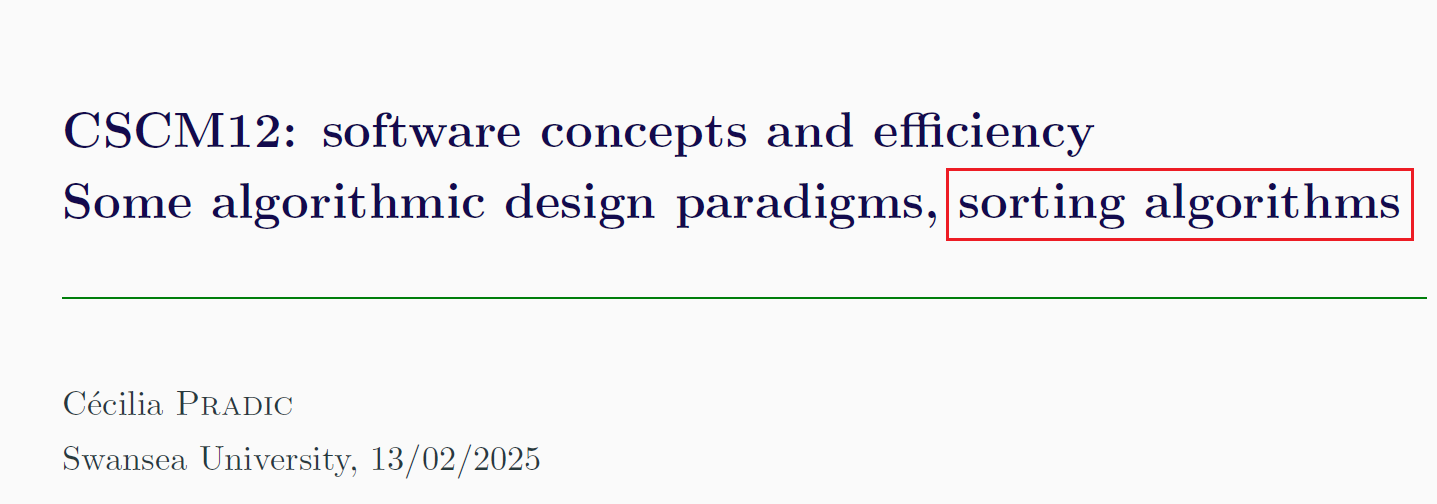 CSCM12: software concepts and efficiency
Some algorithmic design paradigms, sorting algorithms
Cécilia Pradic
Swansea University, 13/02/2025